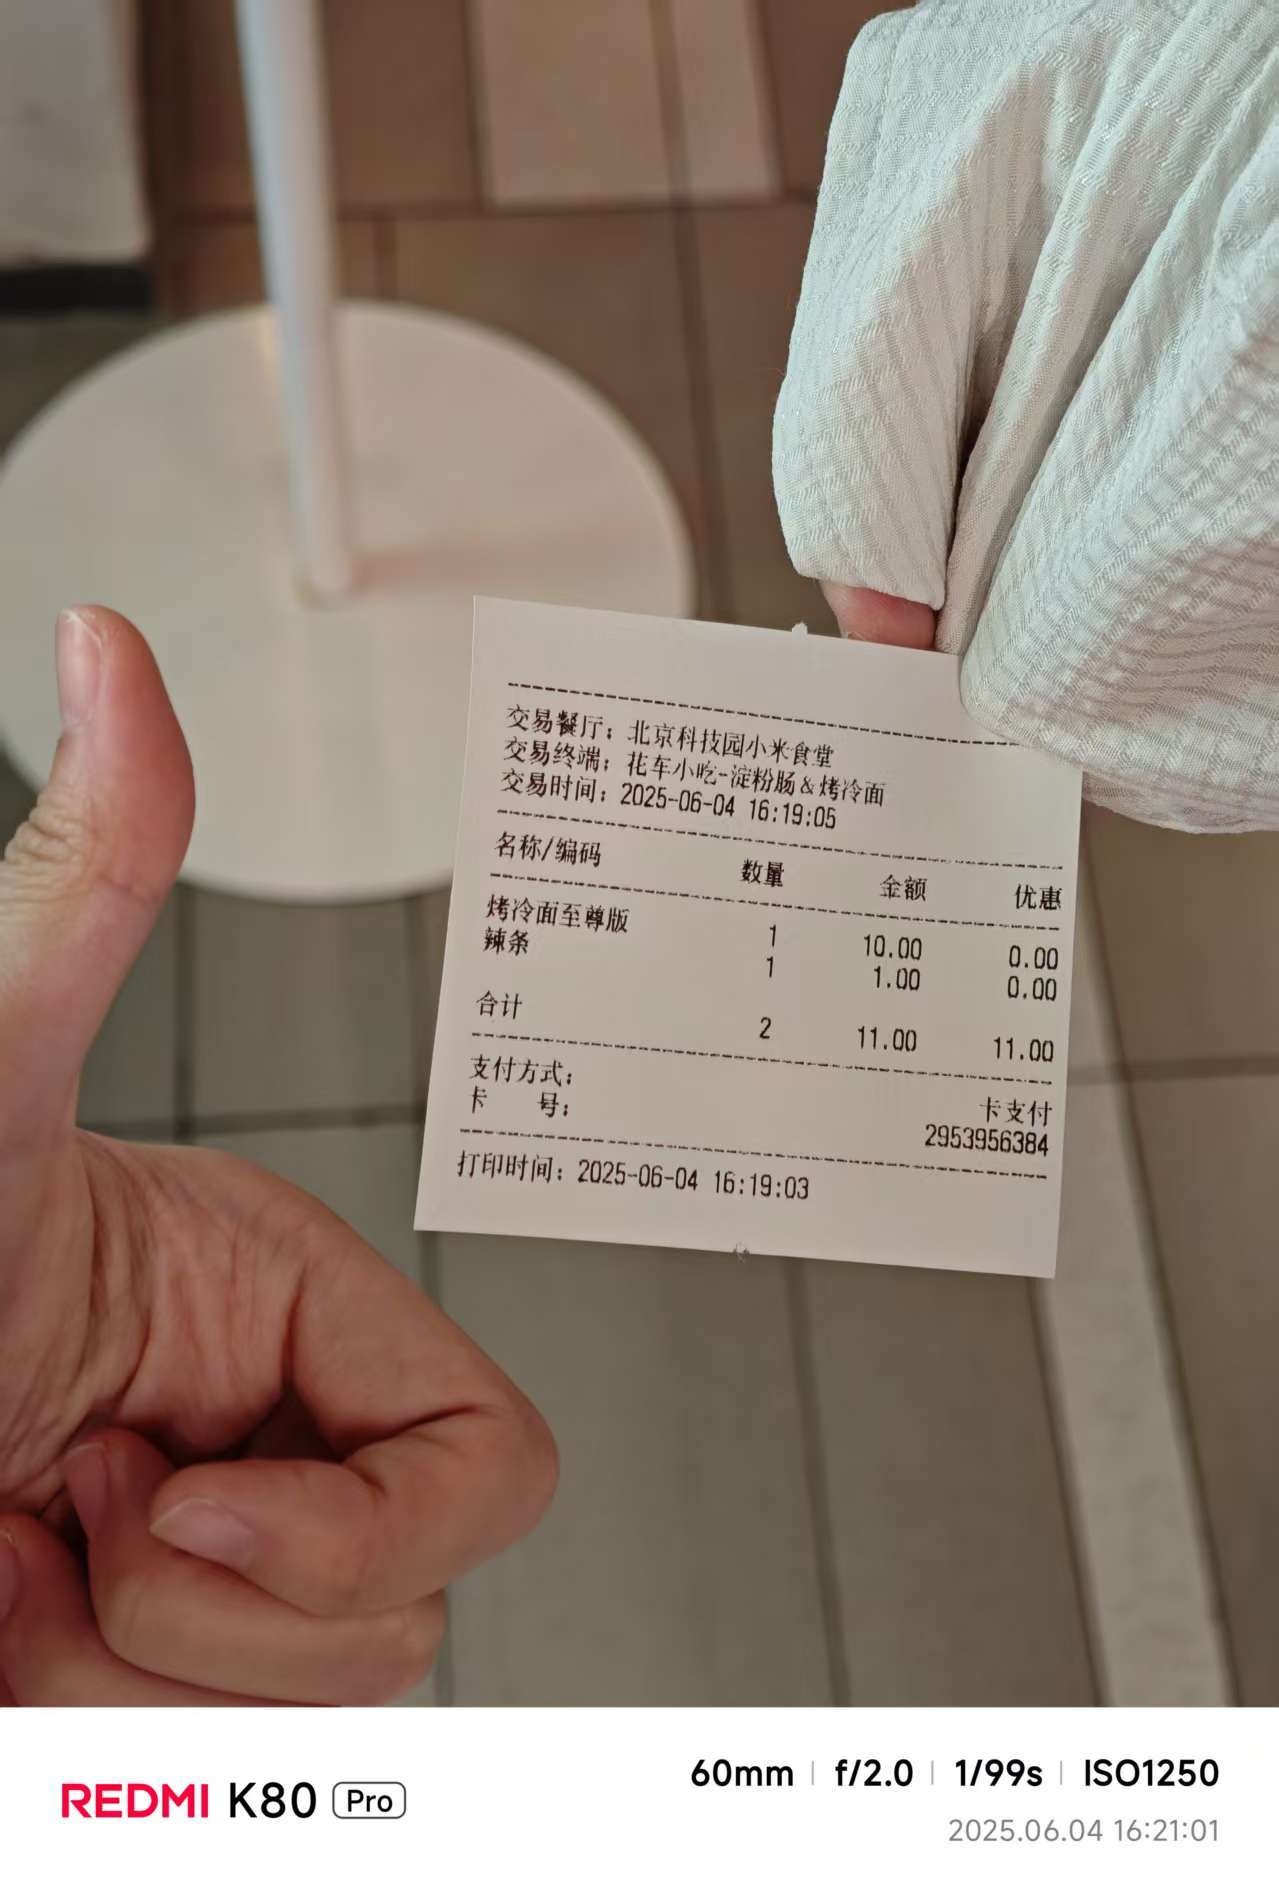 交易餐厅：北京科技园小米食堂
交易终端：花车小吃-淀粉肠&烤冷面
交易时间：2025-06-04 16:19:05
名称/编码 数量 金额 优惠
烤冷面至尊版 1 10.00 0.00
辣条 1 1.00 0.00
合计 2 11.00 11.00
支付方式： 卡支付
卡 号： 2953956384
打印时间：2025-06-04 16:19:03
REDMI K80 Pro
60mm | f/2.0 | 1/99s | ISO1250
2025.06.04 16:21:01